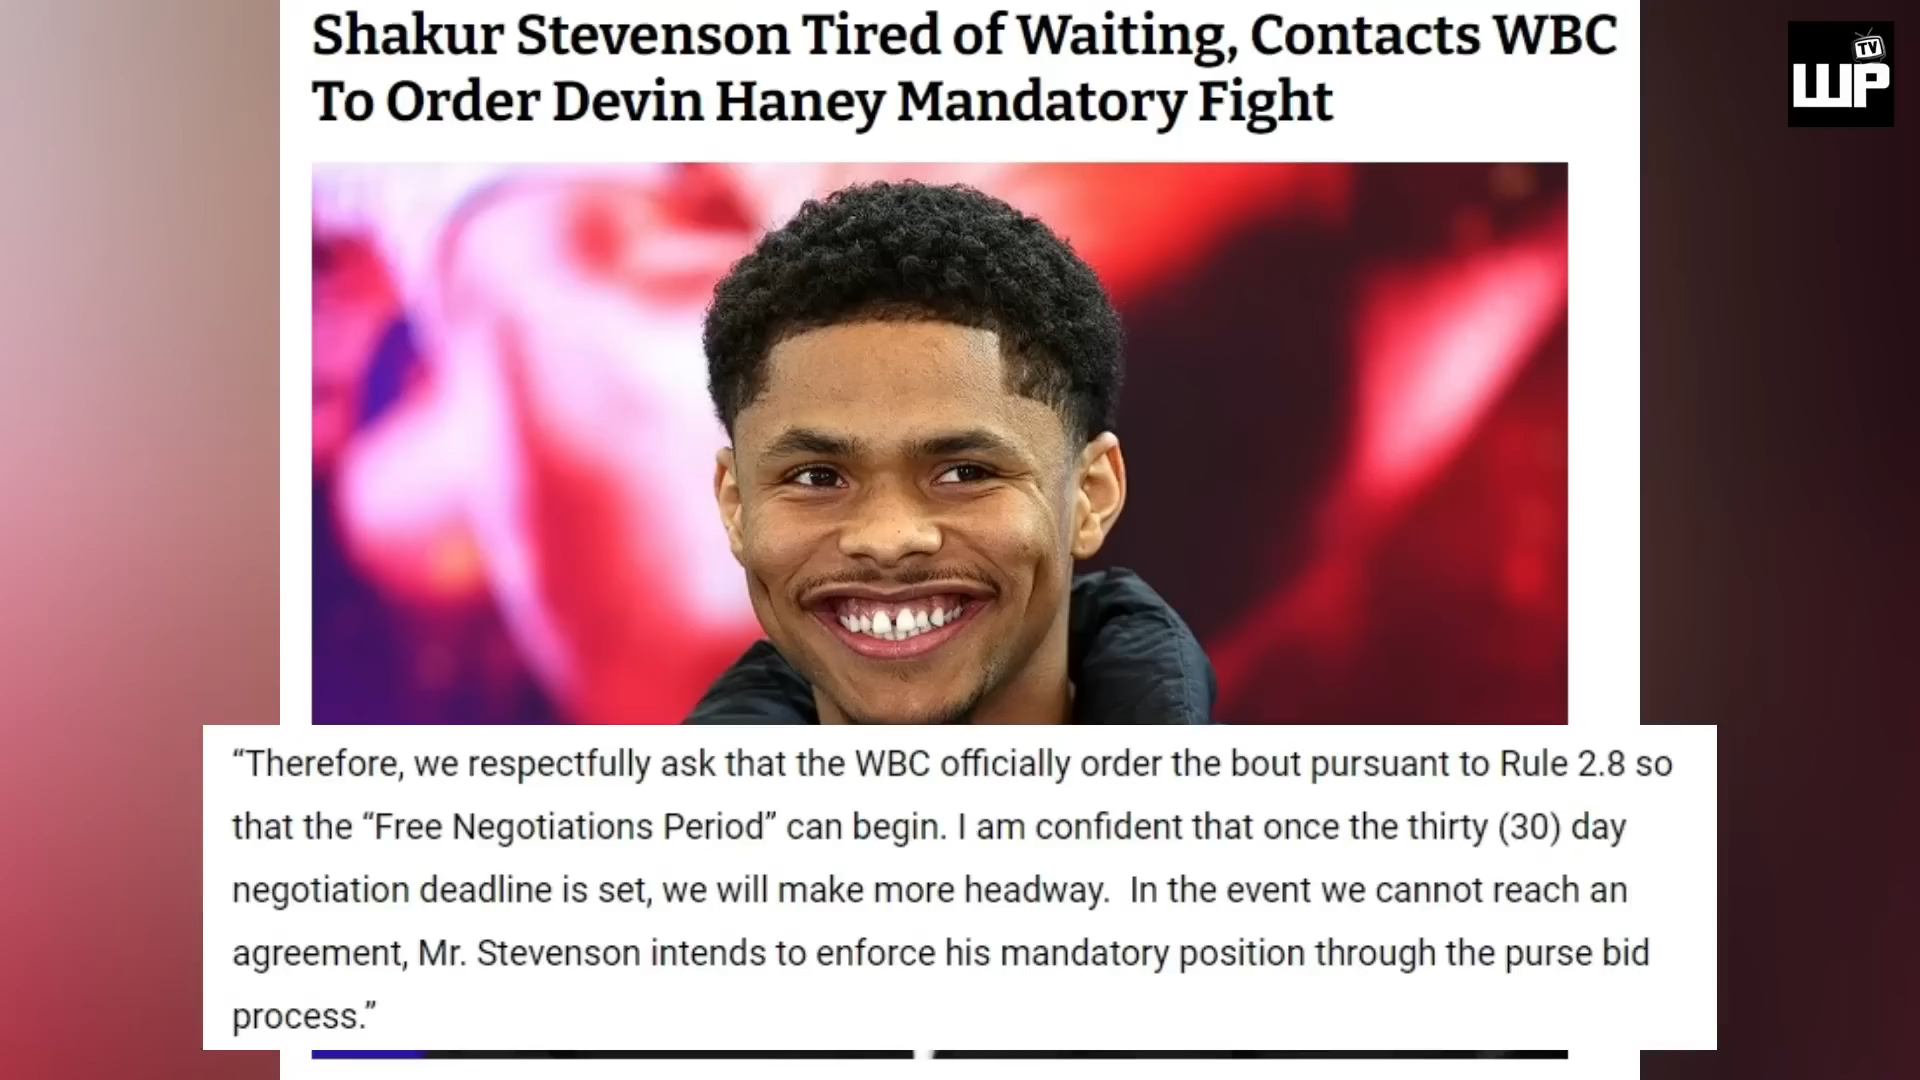 Shakur Stevenson Tired of Waiting, Contacts WBC
To Order Devin Haney Mandatory Fight
TV
WP
“Therefore, we respectfully ask that the WBC officially order the bout pursuant to Rule 2.8 so
that the “Free Negotiations Period” can begin. I am confident that once the thirty (30) day
negotiation deadline is set, we will make more headway.  In the event we cannot reach an
agreement, Mr. Stevenson intends to enforce his mandatory position through the purse bid
process.”